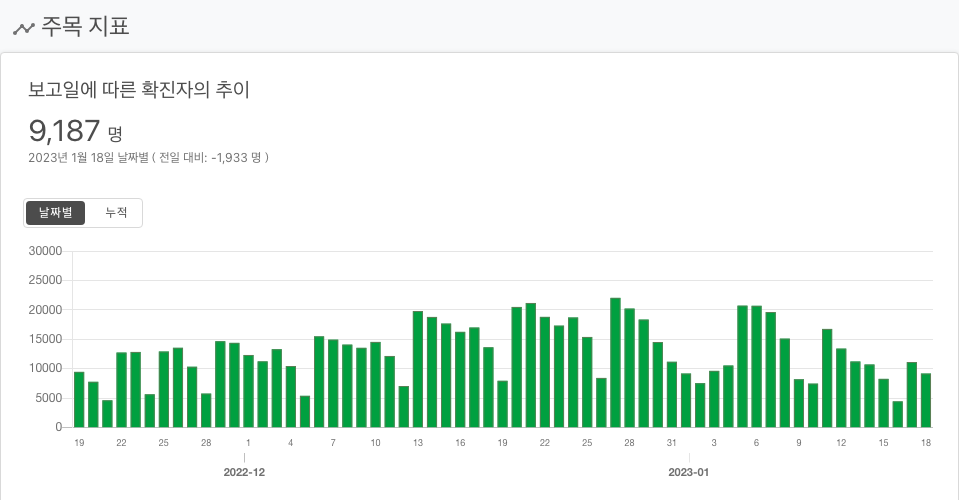 주목 지표
보고일에 따른 확진자의 추이
9,187 명
2023년 1월 18일 날짜별 ( 전일 대비: -1,933 명 )
날짜별 누적
30000
25000
20000
15000
10000
5000
0
19 22 25 28 1 4 7 10 13 16 19 22 25 28 31 3 6 9 12 15 18
2022-12 2023-01